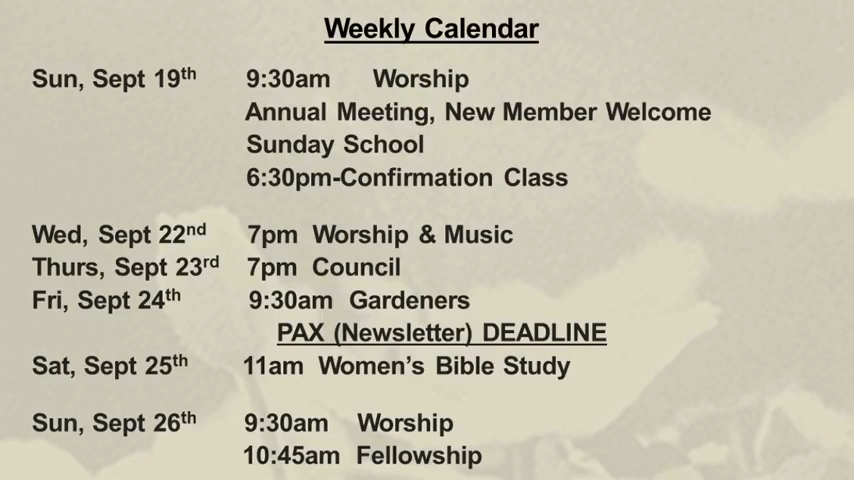 Weekly Calendar
Sun, Sept 19th 9:30am Worship
Annual Meeting, New Member Welcome
Sunday School
6:30pm-Confirmation Class
Wed, Sept 22nd 7pm Worship & Music
Thurs, Sept 23rd 7pm Council
Fri, Sept 24th 9:30am Gardeners
PAX (Newsletter) DEADLINE
Sat, Sept 25th 11am Women's Bible Study
Sun, Sept 26th 9:30am Worship
10:45am Fellowship